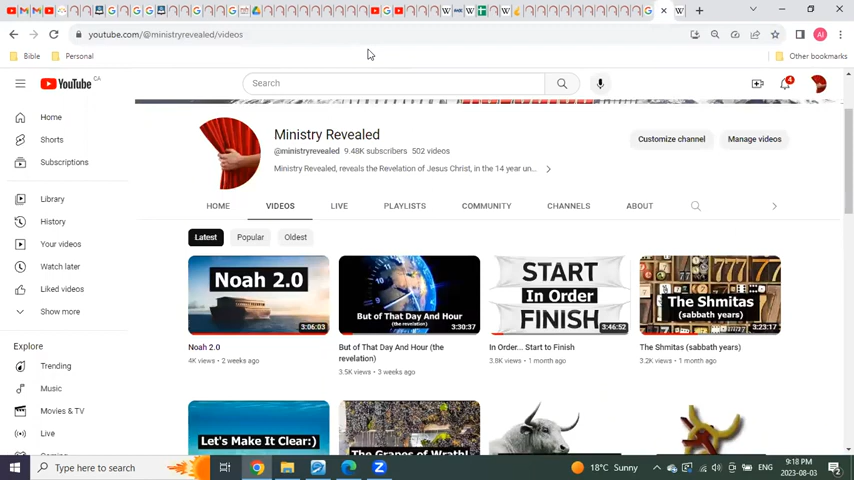 youtube.com/@ministryrevealed/videos
Bible
Personal
Other bookmarks
YouTube CA
Search
4
Home
Shorts
Subscriptions
Library
History
Your videos
Watch later
Liked videos
Show more
Explore
Trending
Music
Movies & TV
Live
Ministry Revealed
@ministryrevealed 9.48K subscribers 502 videos
Ministry Revealed, reveals the Revelation of Jesus Christ, in the 14 year un...
Customize channel
Manage videos
HOME
VIDEOS
LIVE
PLAYLISTS
COMMUNITY
CHANNELS
ABOUT
Latest
Popular
Oldest
Noah 2.0
3:06:03
Noah 2.0
4K views • 2 weeks ago
But of That Day And Hour
(the revelation)
3:30:37
But of That Day And Hour (the
revelation)
3.5K views • 3 weeks ago
START
In Order
FINISH
3:46:52
In Order... Start to Finish
3.8K views • 1 month ago
The Shmitas
(sabbath years)
3:23:17
The Shmitas (sabbath years)
3.2K views • 1 month ago
Let's Make It Clear:)
The Grapes of Wrath!
Type here to search
18°C Sunny
ENG
9:18 PM
2023-08-03
2